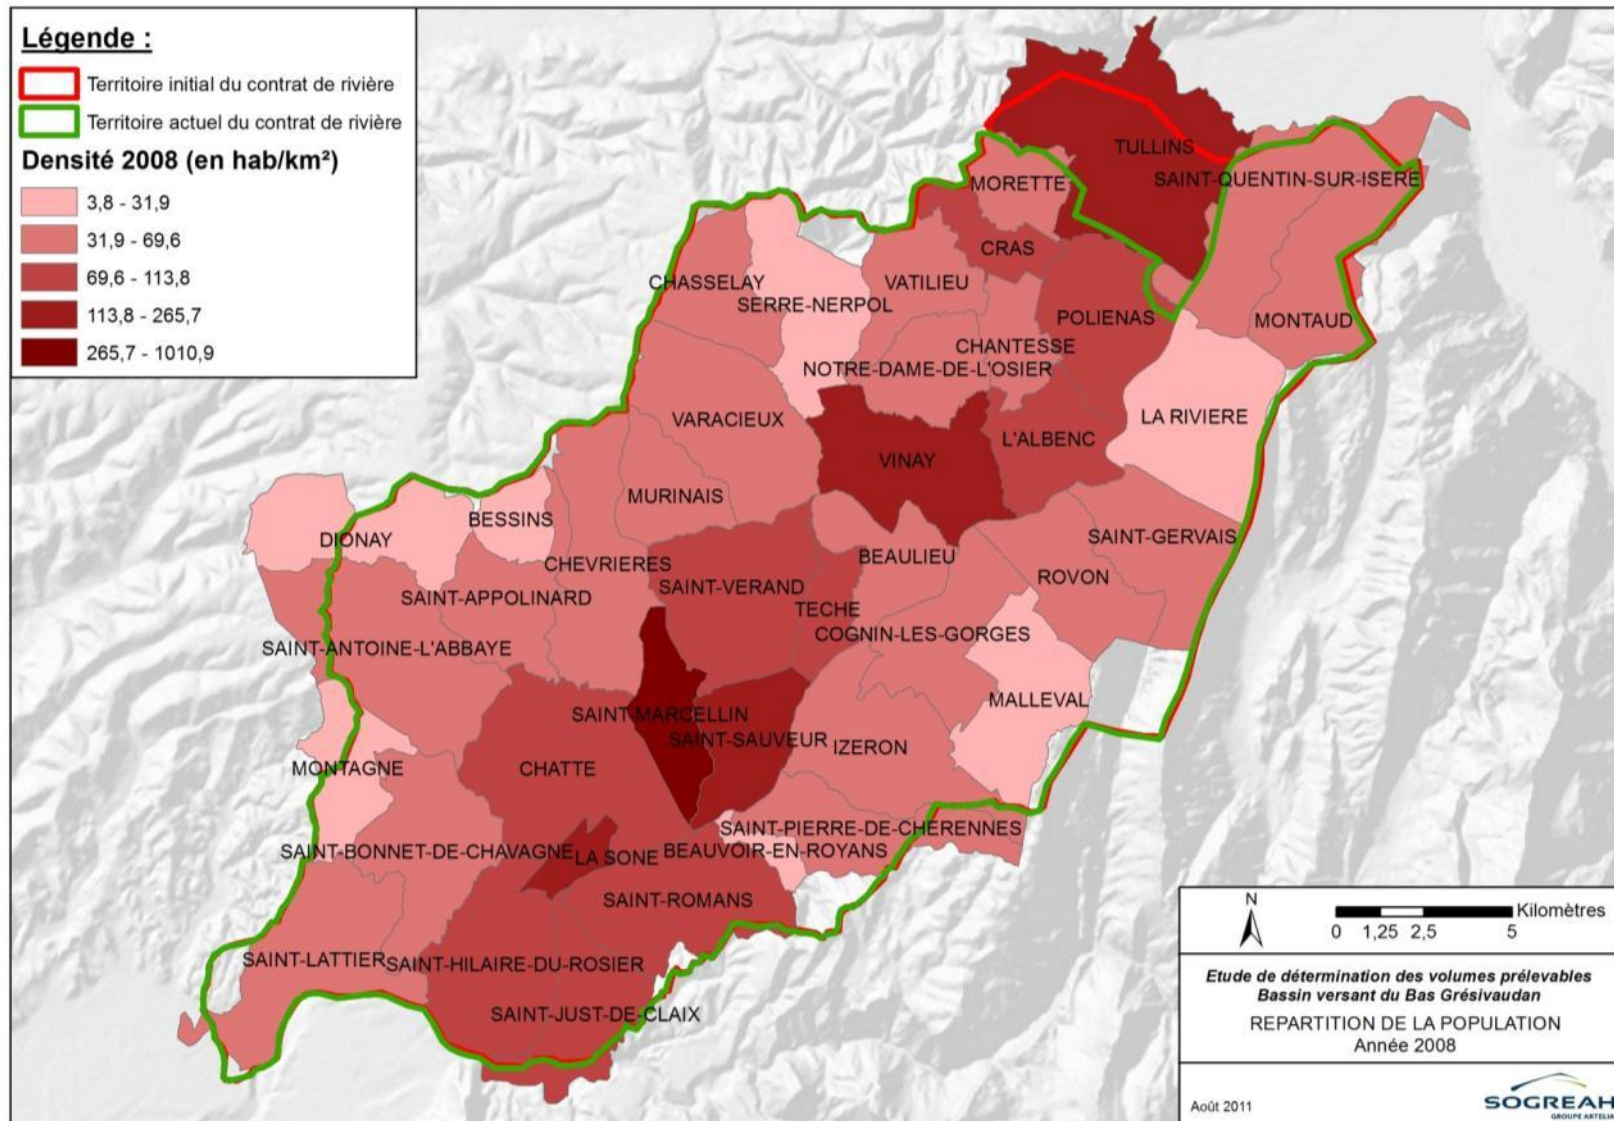 Légende :
Territoire initial du contrat de rivière
Territoire actuel du contrat de rivière
Densité 2008 (en hab/km²)
3,8 - 31,9
31,9 - 69,6
69,6 - 113,8
113,8 - 265,7
265,7 - 1010,9
TULLINS
SAINT-QUENTIN-SUR-ISERE
MORETTE
CRAS
CHASSELAY
VATILIEU
SERRE-NERPOL
POLIENAS
MONTAUD
CHANTESSE
NOTRE-DAME-DE-L'OSIER
VARACIEUX
LA RIVIERE
L'ALBENC
VINAY
MURINAIS
BESSINS
DIONAY
SAINT-GERVAIS
CHEVRIERES
BEAULIEU
ROVON
SAINT-VERAND
SAINT-APPOLINARD
TECHE
COGNIN-LES-GORGES
SAINT-ANTOINE-L'ABBAYE
MALLEVAL
SAINT-MARCELLIN
SAINT-SAUVEUR
IZERON
MONTAGNE
CHATTE
SAINT-PIERRE-DE-CHERENNES
SAINT-BONNET-DE-CHAVAGNE
LA SONE
BEAUVOIR-EN-ROYANS
SAINT-ROMANS
SAINT-LATTIER
SAINT-HILAIRE-DU-ROSIER
SAINT-JUST-DE-CLAIX
N
Kilomètres
0 1,25 2,5 5
Etude de détermination des volumes prélevables
Bassin versant du Bas Grésivaudan
REPARTITION DE LA POPULATION
Année 2008
Août 2011
SOGREAH
GROUPE ARTELIA